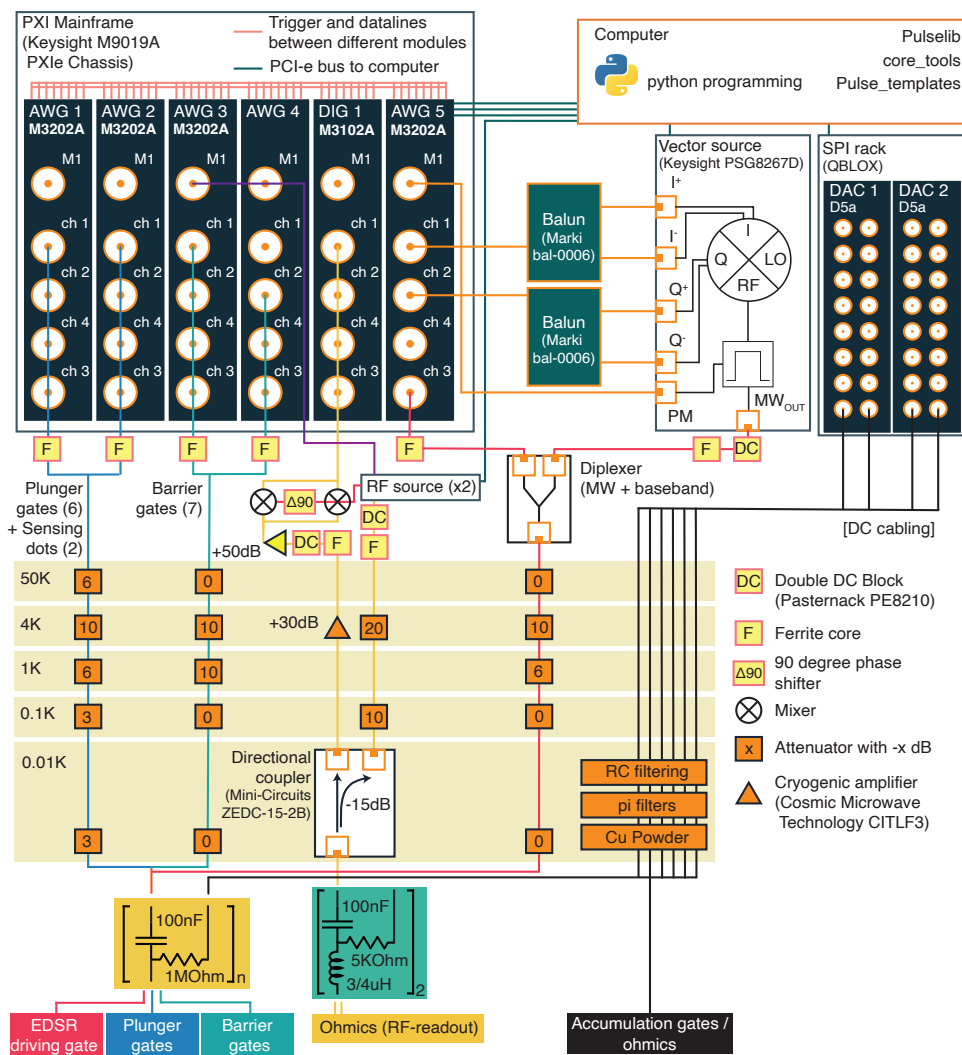 PXI Mainframe
(Keysight M9019A
PXIe Chassis)
Trigger and datalines
between different modules
PCI-e bus to computer
Computer
python programming
Pulselib
core_tools
Pulse_templates
AWG 1
M3202A
M1
ch 1
ch 2
ch 4
ch 3
AWG 2
M3202A
M1
ch 1
ch 2
ch 4
ch 3
AWG 3
M3202A
M1
ch 1
ch 2
ch 4
ch 3
AWG 4
M1
ch 1
ch 2
ch 4
ch 3
DIG 1
M3102A
M1
ch 1
ch 2
ch 4
ch 3
AWG 5
M3202A
M1
ch 1
ch 2
ch 4
ch 3
Balun
(Marki
bal-0006)
Balun
(Marki
bal-0006)
Vector source
(Keysight PSG8267D)
I+
I-
Q+
Q-
PM
I
Q
LO
RF
MWOUT
SPI rack
(QBLOX)
DAC 1
D5a
DAC 2
D5a
F
F
F
F
F
F
DC
Plunger
gates (6)
+ Sensing
dots (2)
Barrier
gates (7)
Δ90
RF source (x2)
DC
F
+50dB
DC
F
Diplexer
(MW + baseband)
[DC cabling]
50K
6
0
0
4K
10
10
+30dB
20
10
1K
6
10
6
0.1K
3
0
10
0
0.01K
Directional
coupler
(Mini-Circuits
ZEDC-15-2B)
-15dB
3
0
0
RC filtering
pi filters
Cu Powder
DC
Double DC Block
(Pasternack PE8210)
F
Ferrite core
Δ90
90 degree phase
shifter
Mixer
x
Attenuator with -x dB
Cryogenic amplifier
(Cosmic Microwave
Technology CITLF3)
100nF
1MOhm
n
100nF
5KOhm
3/4uH
2
EDSR
driving gate
Plunger
gates
Barrier
gates
Ohmics (RF-readout)
Accumulation gates /
ohmics